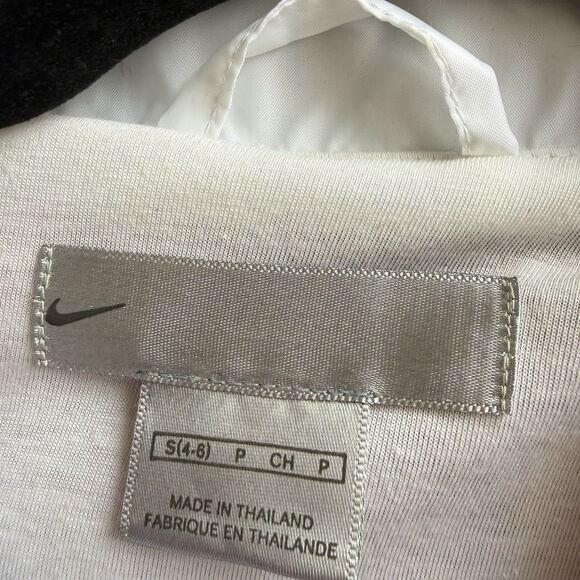 S(4-6) P CH P
MADE IN THAILAND
FABRIQUE EN THAILANDE